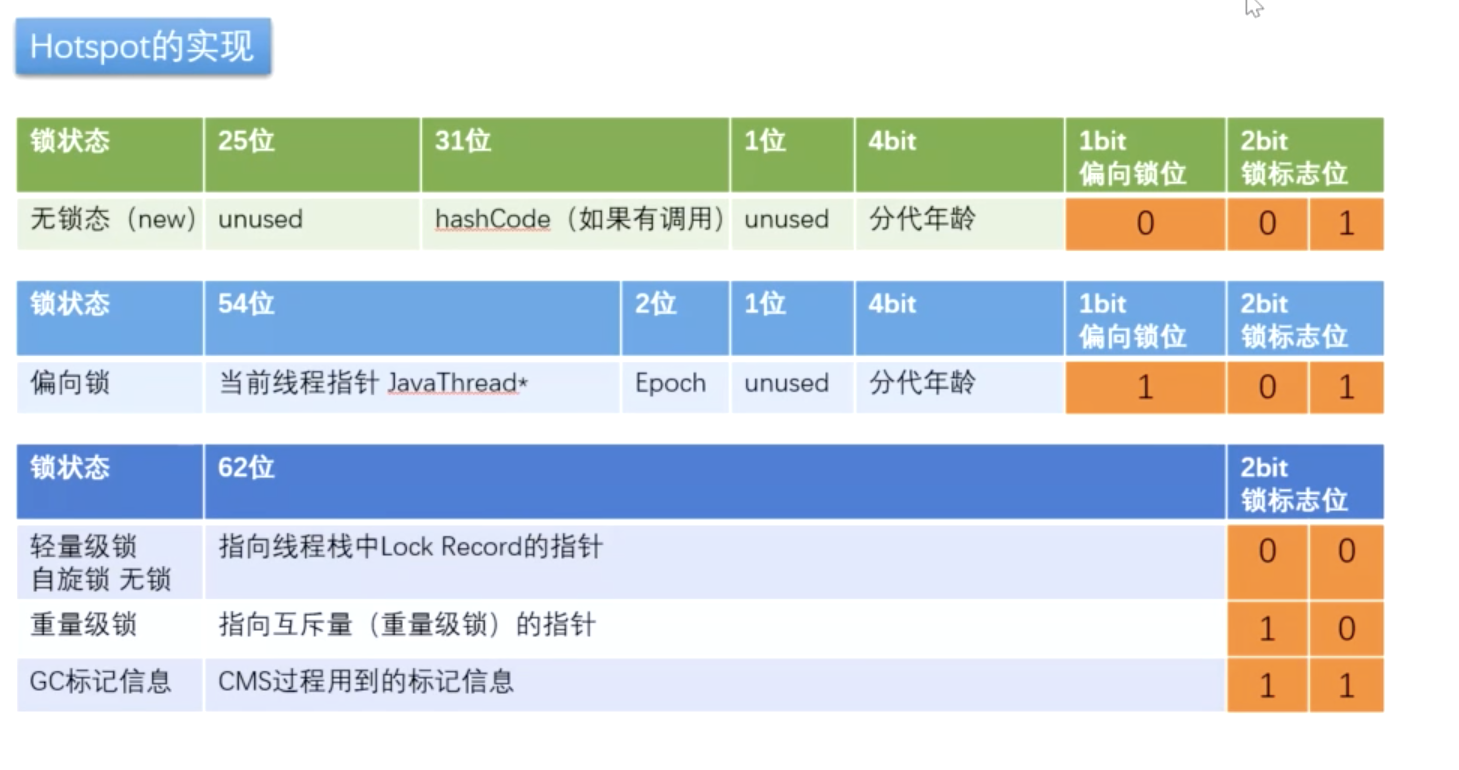 Hotspot的实现
锁状态 25位 31位 1位 4bit 1bit 2bit
偏向锁位 锁标志位
无锁态（new） unused hashCode（如果有调用） unused 分代年龄 0 0 1
锁状态 54位 2位 1位 4bit 1bit 2bit
偏向锁位 锁标志位
偏向锁 当前线程指针 JavaThread* Epoch unused 分代年龄 1 0 1
锁状态 62位 2bit
锁标志位
轻量级锁 指向线程栈中Lock Record的指针 0 0
自旋锁 无锁
重量级锁 指向互斥量（重量级锁）的指针 1 0
GC标记信息 CMS过程用到的标记信息 1 1